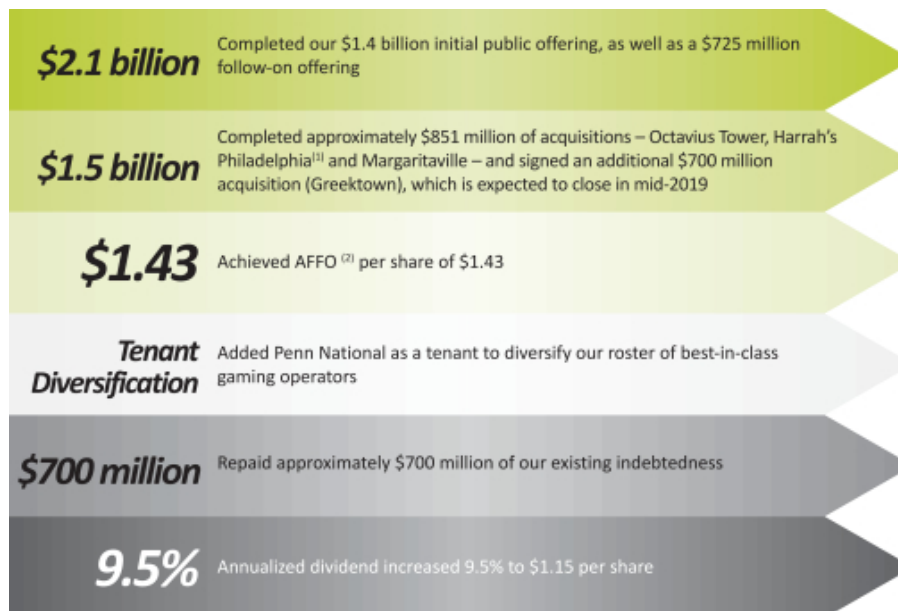 $2.1 billion
Completed our $1.4 billion initial public offering, as well as a $725 million
follow-on offering
$1.5 billion
Completed approximately $851 million of acquisitions – Octavius Tower, Harrah's
Philadelphia(1) and Margaritaville – and signed an additional $700 million
acquisition (Greektown), which is expected to close in mid-2019
$1.43
Achieved AFFO (2) per share of $1.43
Tenant
Diversification
Added Penn National as a tenant to diversify our roster of best-in-class
gaming operators
$700 million
Repaid approximately $700 million of our existing indebtedness
9.5%
Annualized dividend increased 9.5% to $1.15 per share